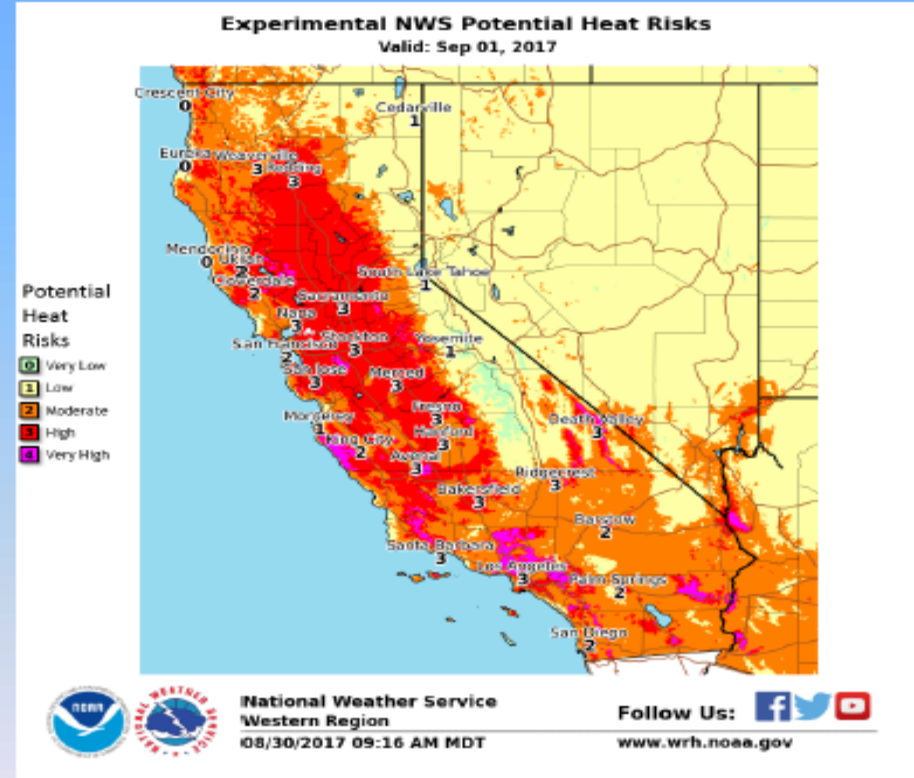 Experimental NWS Potential Heat Risks
Valid: Sep 01, 2017
Crescent City
0
Cedarville
1
Eureka
0
Weaverville
3
Redding
3
Mendocino
0
Ukiah
2
Cloverdale
2
South Lake Tahoe
1
Sacramento
3
Napa
3
San Francisco
2
Stockton
3
Yosemite
1
San Jose
3
Merced
3
Monterey
1
Fresno
3
King City
2
Hanford
3
Death Valley
3
Avenal
3
Ridgecrest
3
Bakersfield
3
Barstow
2
Santa Barbara
3
Los Angeles
3
Palm Springs
2
San Diego
2
Potential
Heat
Risks
0 Very Low
1 Low
2 Moderate
3 High
4 Very High
NOAA
NATIONAL WEATHER SERVICE
National Weather Service
Western Region
08/30/2017 09:16 AM MDT
Follow Us:
www.wrh.noaa.gov